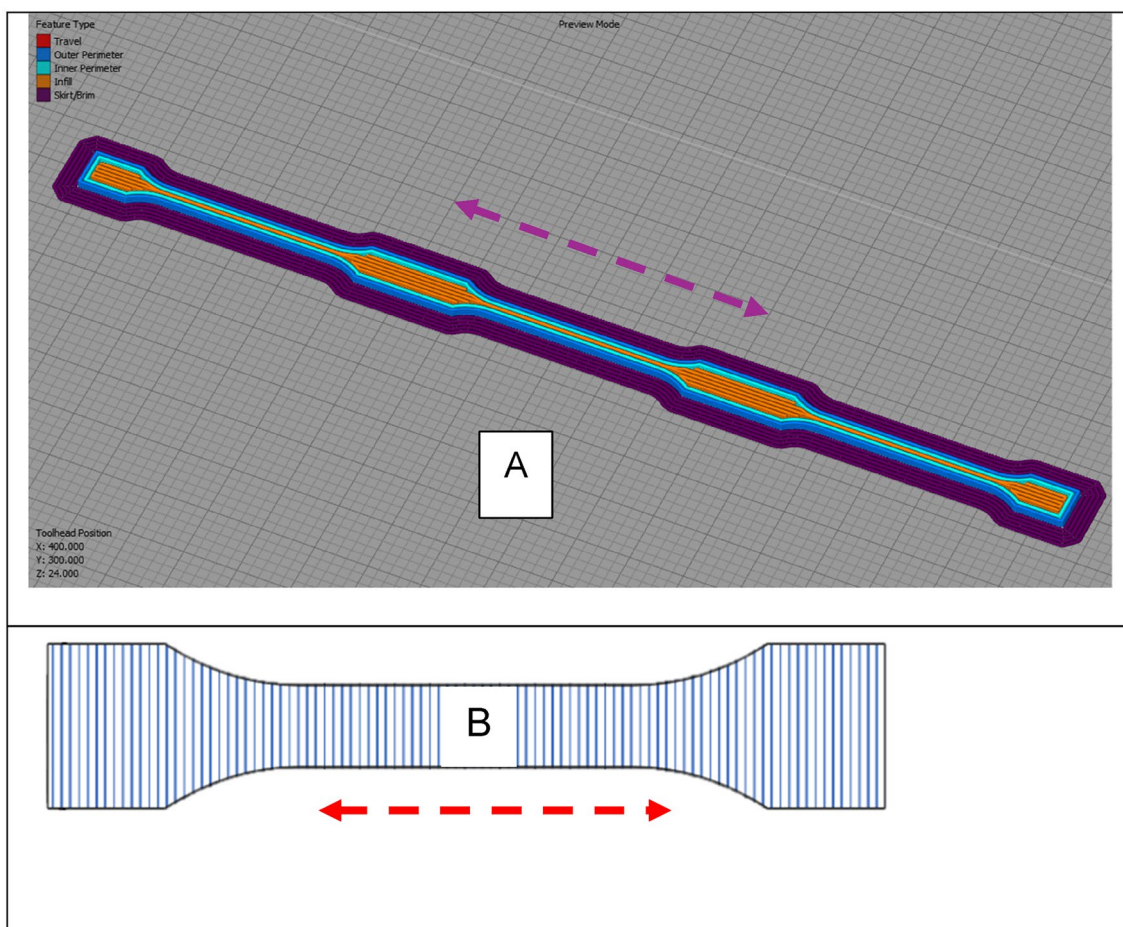 Feature Type
Preview Mode
Travel
Outer Perimeter
Inner Perimeter
Infill
Skirt/Brim
A
Toolhead Position
X: 400.000
Y: 300.000
Z: 24.000
B